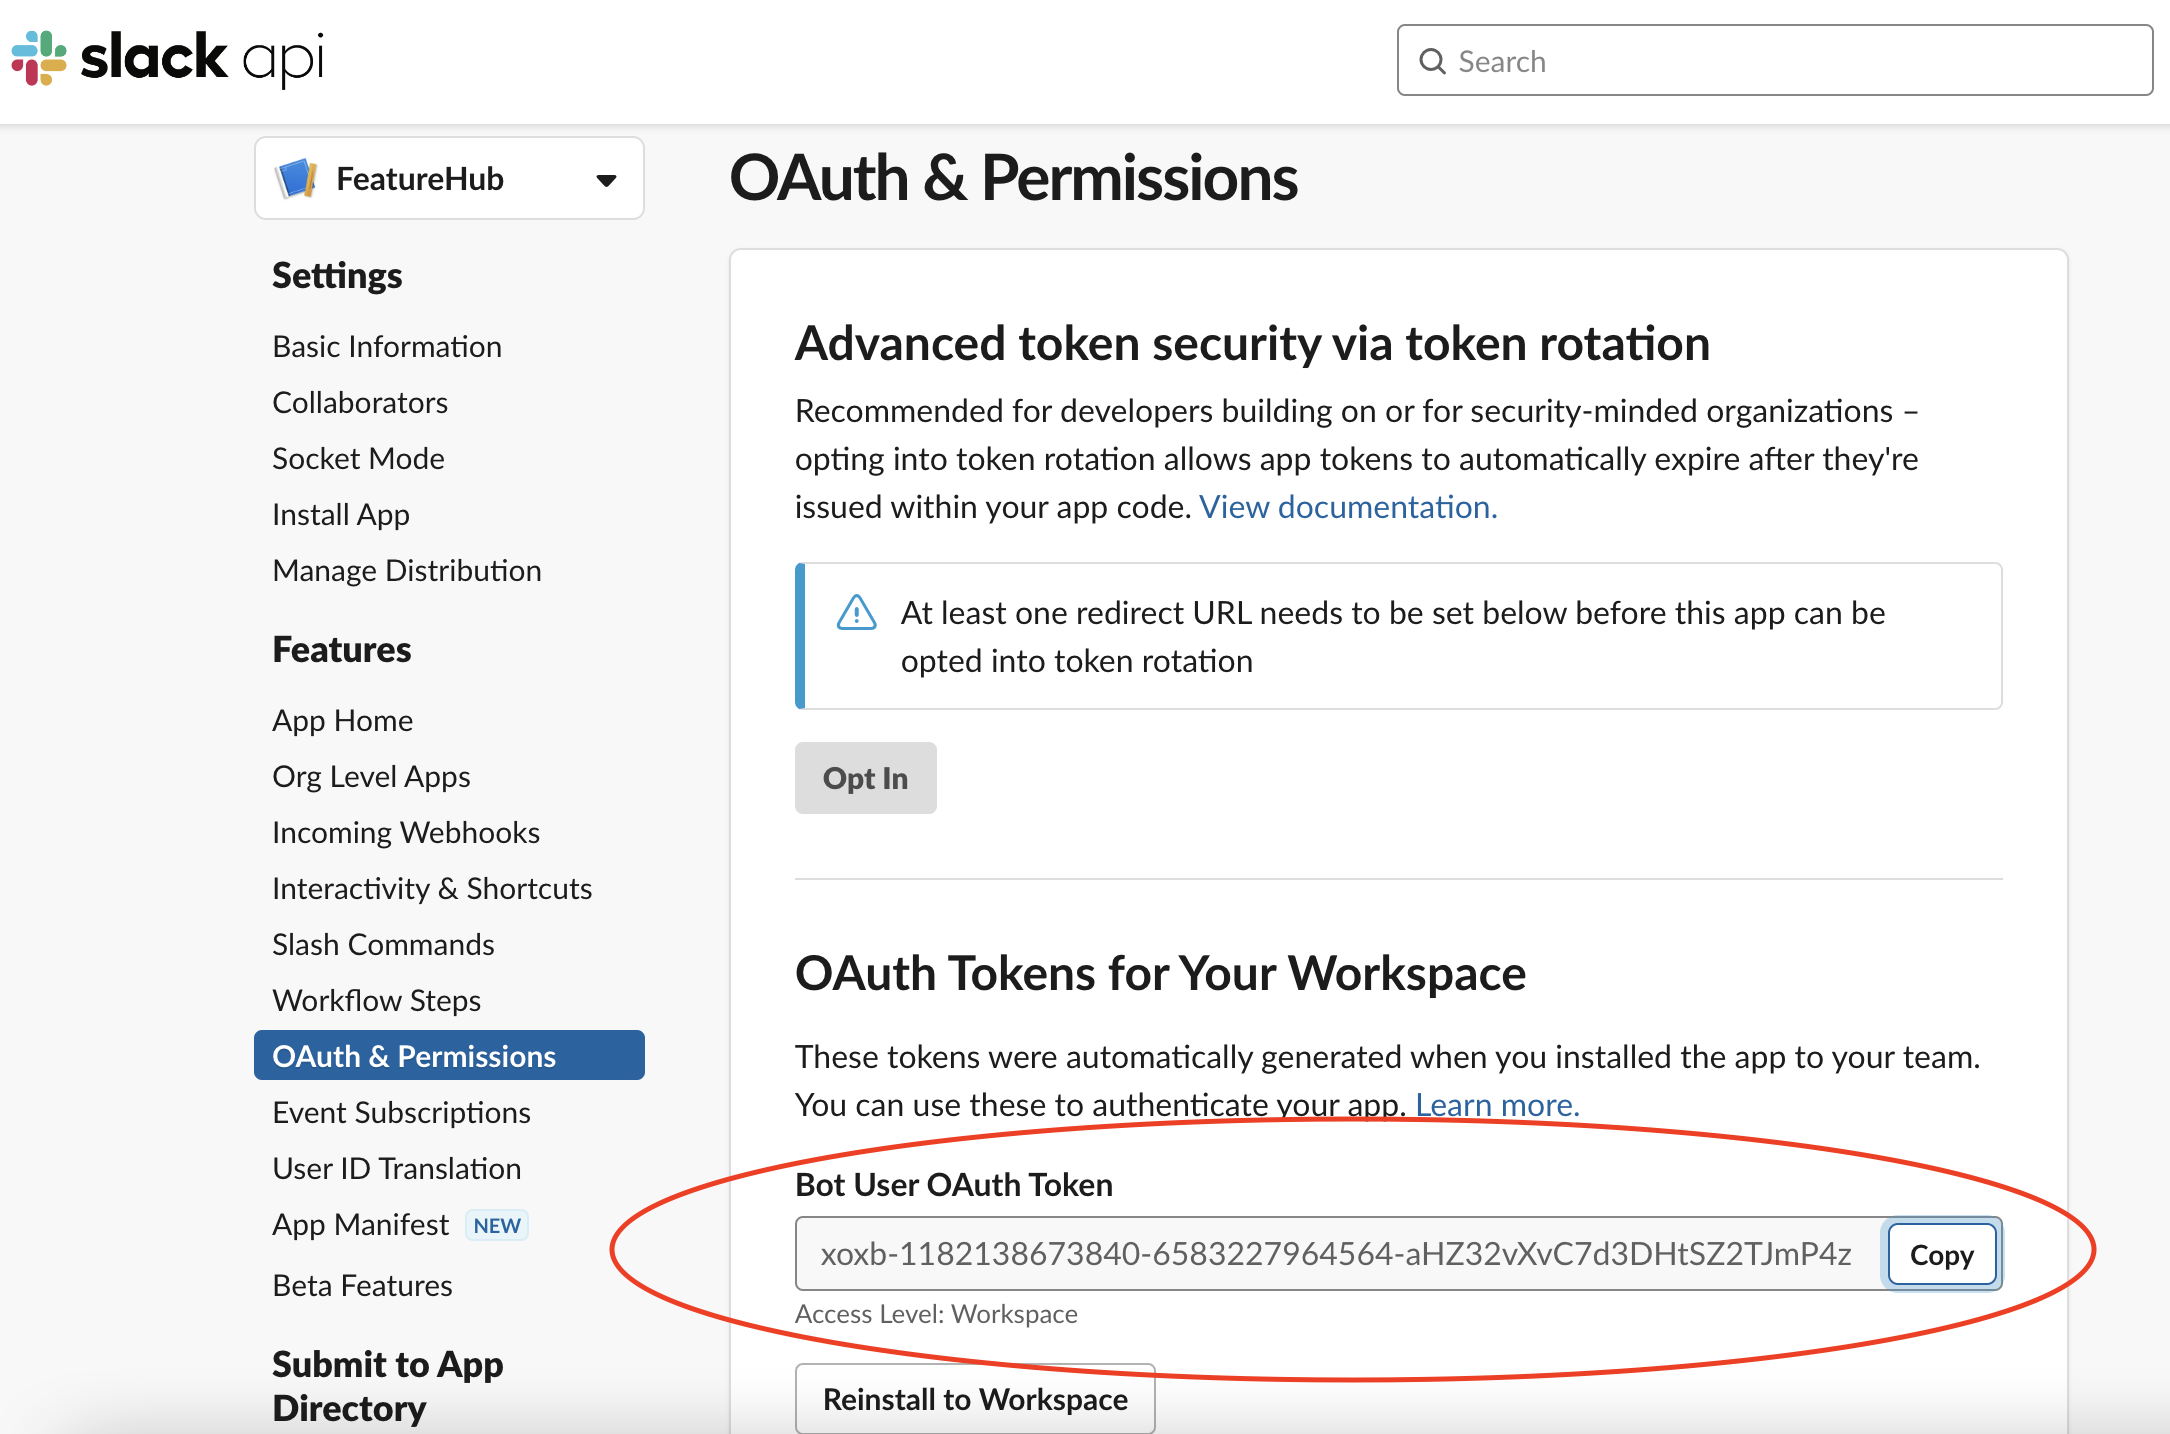 slack api
Search
FeatureHub
OAuth & Permissions
Settings
Basic Information
Collaborators
Socket Mode
Install App
Manage Distribution
Features
App Home
Org Level Apps
Incoming Webhooks
Interactivity & Shortcuts
Slash Commands
Workflow Steps
OAuth & Permissions
Event Subscriptions
User ID Translation
App Manifest NEW
Beta Features
Submit to App
Directory
Advanced token security via token rotation
Recommended for developers building on or for security-minded organizations –
opting into token rotation allows app tokens to automatically expire after they're
issued within your app code. View documentation.
At least one redirect URL needs to be set below before this app can be
opted into token rotation
Opt In
OAuth Tokens for Your Workspace
These tokens were automatically generated when you installed the app to your team.
You can use these to authenticate your app. Learn more.
Bot User OAuth Token
xoxb-1182138673840-6583227964564-aHZ32vXvC7d3DHtSZ2TJmP4z
Copy
Access Level: Workspace
Reinstall to Workspace